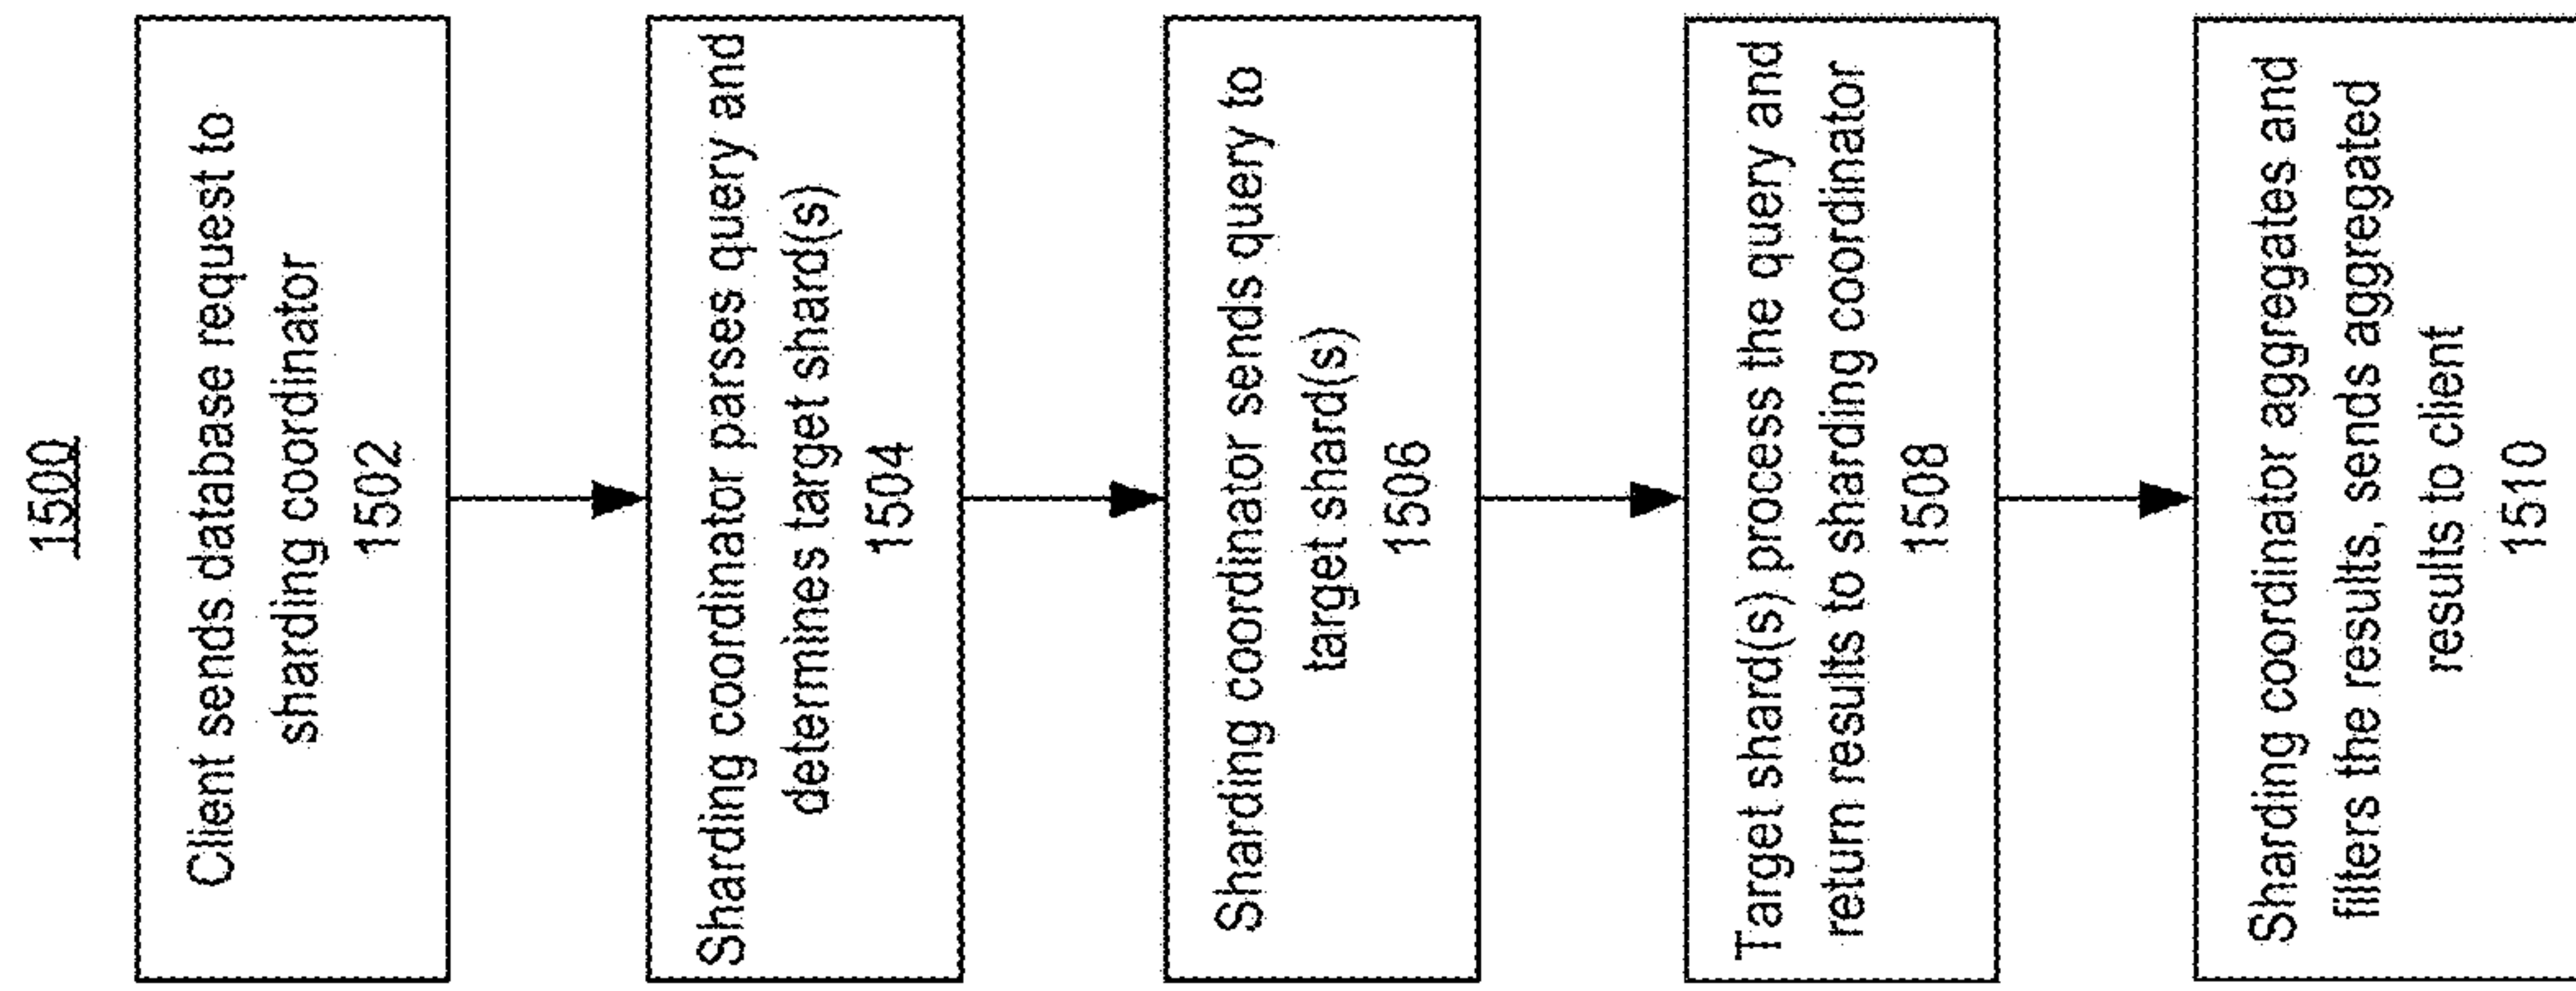 1500
Client sends database request to
sharding coordinator
1502
Sharding coordinator parses query and
determines target shard(s)
1504
Sharding coordinator sends query to
target shard(s)
1506
Target shard(s) process the query and
return results to sharding coordinator
1508
Sharding coordinator aggregates and
filters the results, sends aggregated
results to client
1510